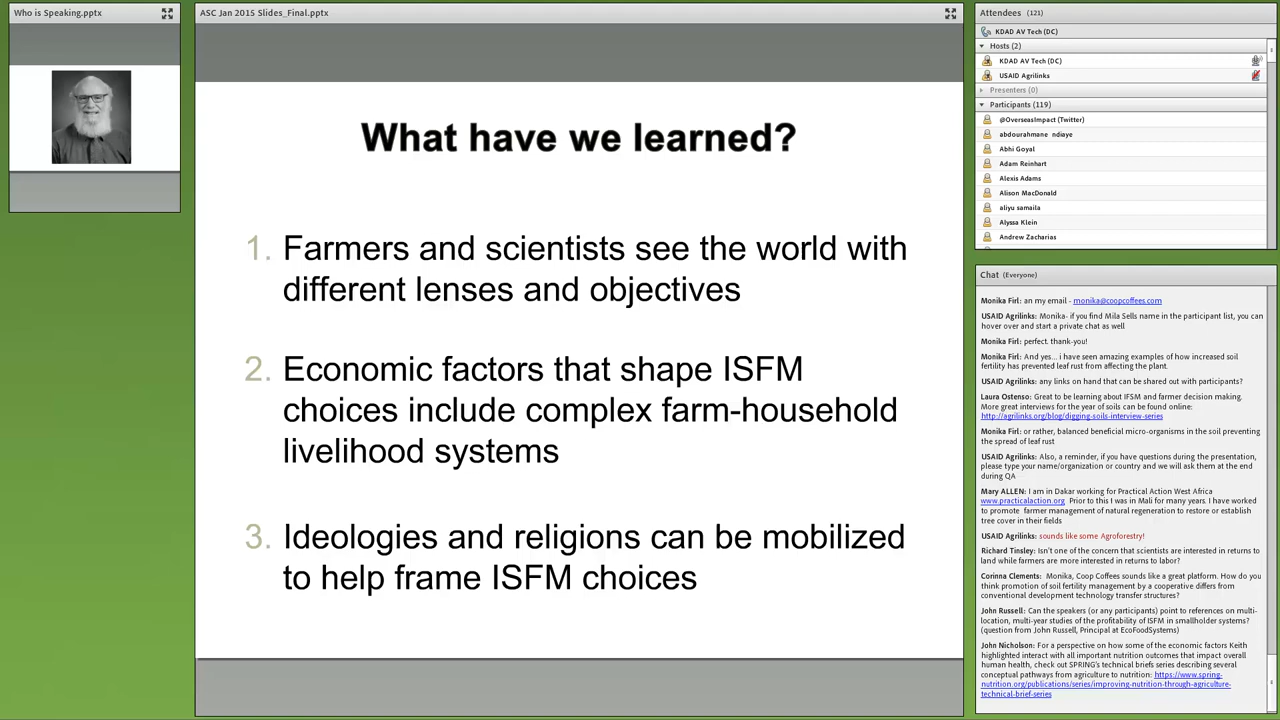 Who is Speaking.pptx
ASC Jan 2015 Slides_Final.pptx
What have we learned?
1. Farmers and scientists see the world with
different lenses and objectives
2. Economic factors that shape ISFM
choices include complex farm-household
livelihood systems
3. Ideologies and religions can be mobilized
to help frame ISFM choices
Attendees (121)
KDAD AV Tech (DC)
Hosts (2)
KDAD AV Tech (DC)
USAID Agrilinks
Presenters (0)
Participants (119)
@OverseasImpact (Twitter)
abdourahmane ndiaye
Abhi Goyal
Adam Reinhart
Alexis Adams
Alison MacDonald
aliyu samaila
Alyssa Klein
Andrew Zacharias
Chat (Everyone)
Monika Firl: an my email - monika@coopcoffees.com
USAID Agrilinks: Monika- if you find Mila Sells name in the participant list, you can
hover over and start a private chat as well
Monika Firl: perfect. thank-you!
Monika Firl: And yes... i have seen amazing examples of how increased soil
fertility has prevented leaf rust from affecting the plant.
USAID Agrilinks: any links on hand that can be shared out with participants?
Laura Ostenso: Great to be learning about IFSM and farmer decision making.
More great interviews for the year of soils can be found online:
http://agrilinks.org/blog/digging-soils-interview-series
Monika Firl: or rather, balanced beneficial micro-organisms in the soil preventing
the spread of leaf rust
USAID Agrilinks: Also, a reminder, if you have questions during the presentation,
please type your name/organization or country and we will ask them at the end
during QA
Mary ALLEN: I am in Dakar working for Practical Action West Africa
www.practicalaction.org Prior to this I was in Mali for many years. I have worked
to promote farmer management of natural regeneration to restore or establish
tree cover in their fields
USAID Agrilinks: sounds like some Agroforestry!
Richard Tinsley: Isn't one of the concern that scientists are interested in returns to
land while farmers are more interested in returns to labor?
Corinna Clements: Monika, Coop Coffees sounds like a great platform. How do you
think promotion of soil fertility management by a cooperative differs from
conventional development technology transfer structures?
John Russell: Can the speakers (or any participants) point to references on multi-
location, multi-year studies of the profitability of ISFM in smallholder systems?
(question from John Russell, Principal at EcoFoodSystems)
John Nicholson: For a perspective on how some of the economic factors Keith
highlighted interact with all important nutrition outcomes that impact overall
human health, check out SPRING's technical briefs series describing several
conceptual pathways from agriculture to nutrition: https://www.spring-
nutrition.org/publications/series/improving-nutrition-through-agriculture-
technical-brief-series